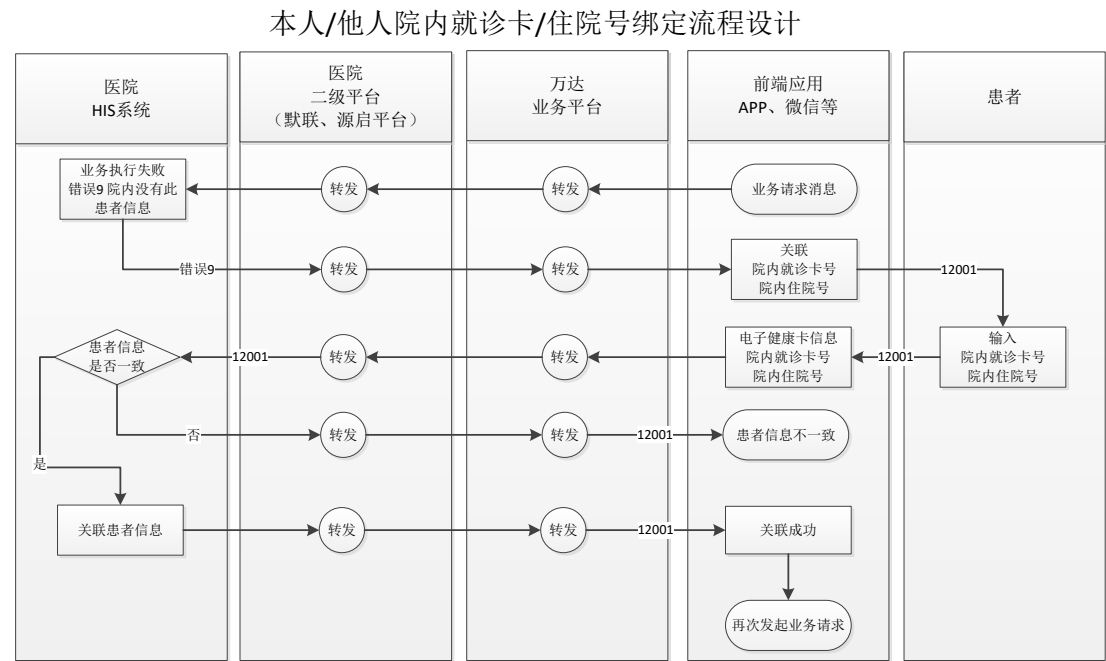 本人/他人院内就诊卡/住院号绑定流程设计
医院
HIS系统
医院
二级平台
（默联、源启平台）
万达
业务平台
前端应用
APP、微信等
患者
业务执行失败
错误9 院内没有此
患者信息
转发
转发
业务请求消息
错误9
转发
转发
关联
院内就诊卡号
院内住院号
12001
患者信息
是否一致
12001
转发
转发
电子健康卡信息
院内就诊卡号
院内住院号
12001
输入
院内就诊卡号
院内住院号
否
转发
转发
12001
患者信息不一致
是
关联患者信息
转发
转发
12001
关联成功
再次发起业务请求